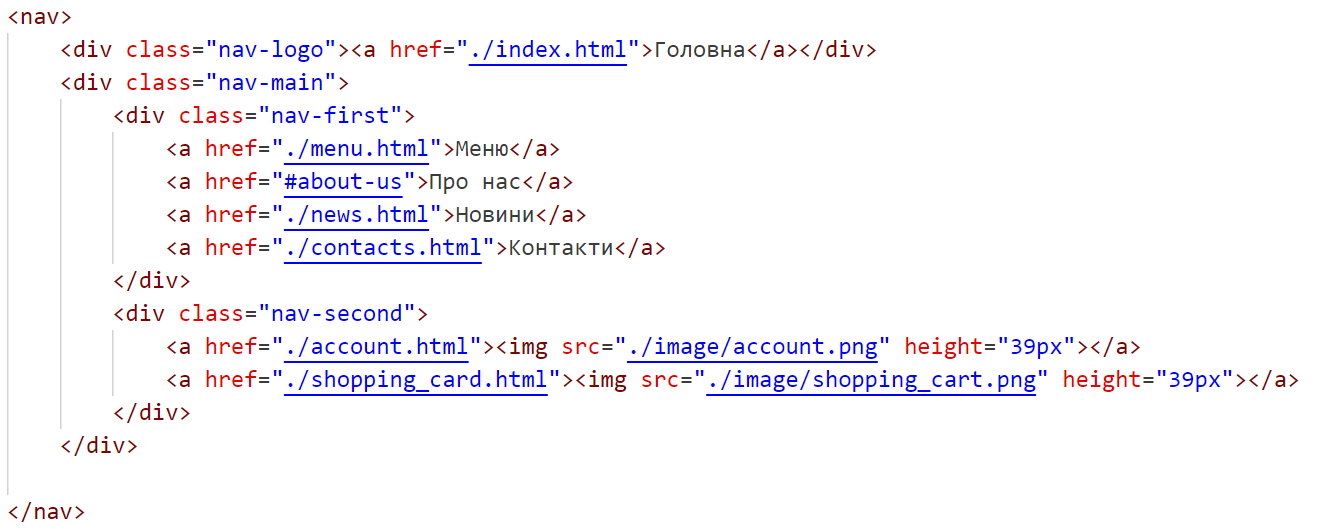 <nav>
<div class="nav-logo"><a href="./index.html">Головна</a></div>
<div class="nav-main">
<div class="nav-first">
<a href="./menu.html">Меню</a>
<a href="#about-us">Про нас</a>
<a href="./news.html">Новини</a>
<a href="./contacts.html">Контакти</a>
</div>
<div class="nav-second">
<a href="./account.html"><img src="./image/account.png" height="39px"></a>
<a href="./shopping_card.html"><img src="./image/shopping_cart.png" height="39px"></a>
</div>
</div>
</nav>